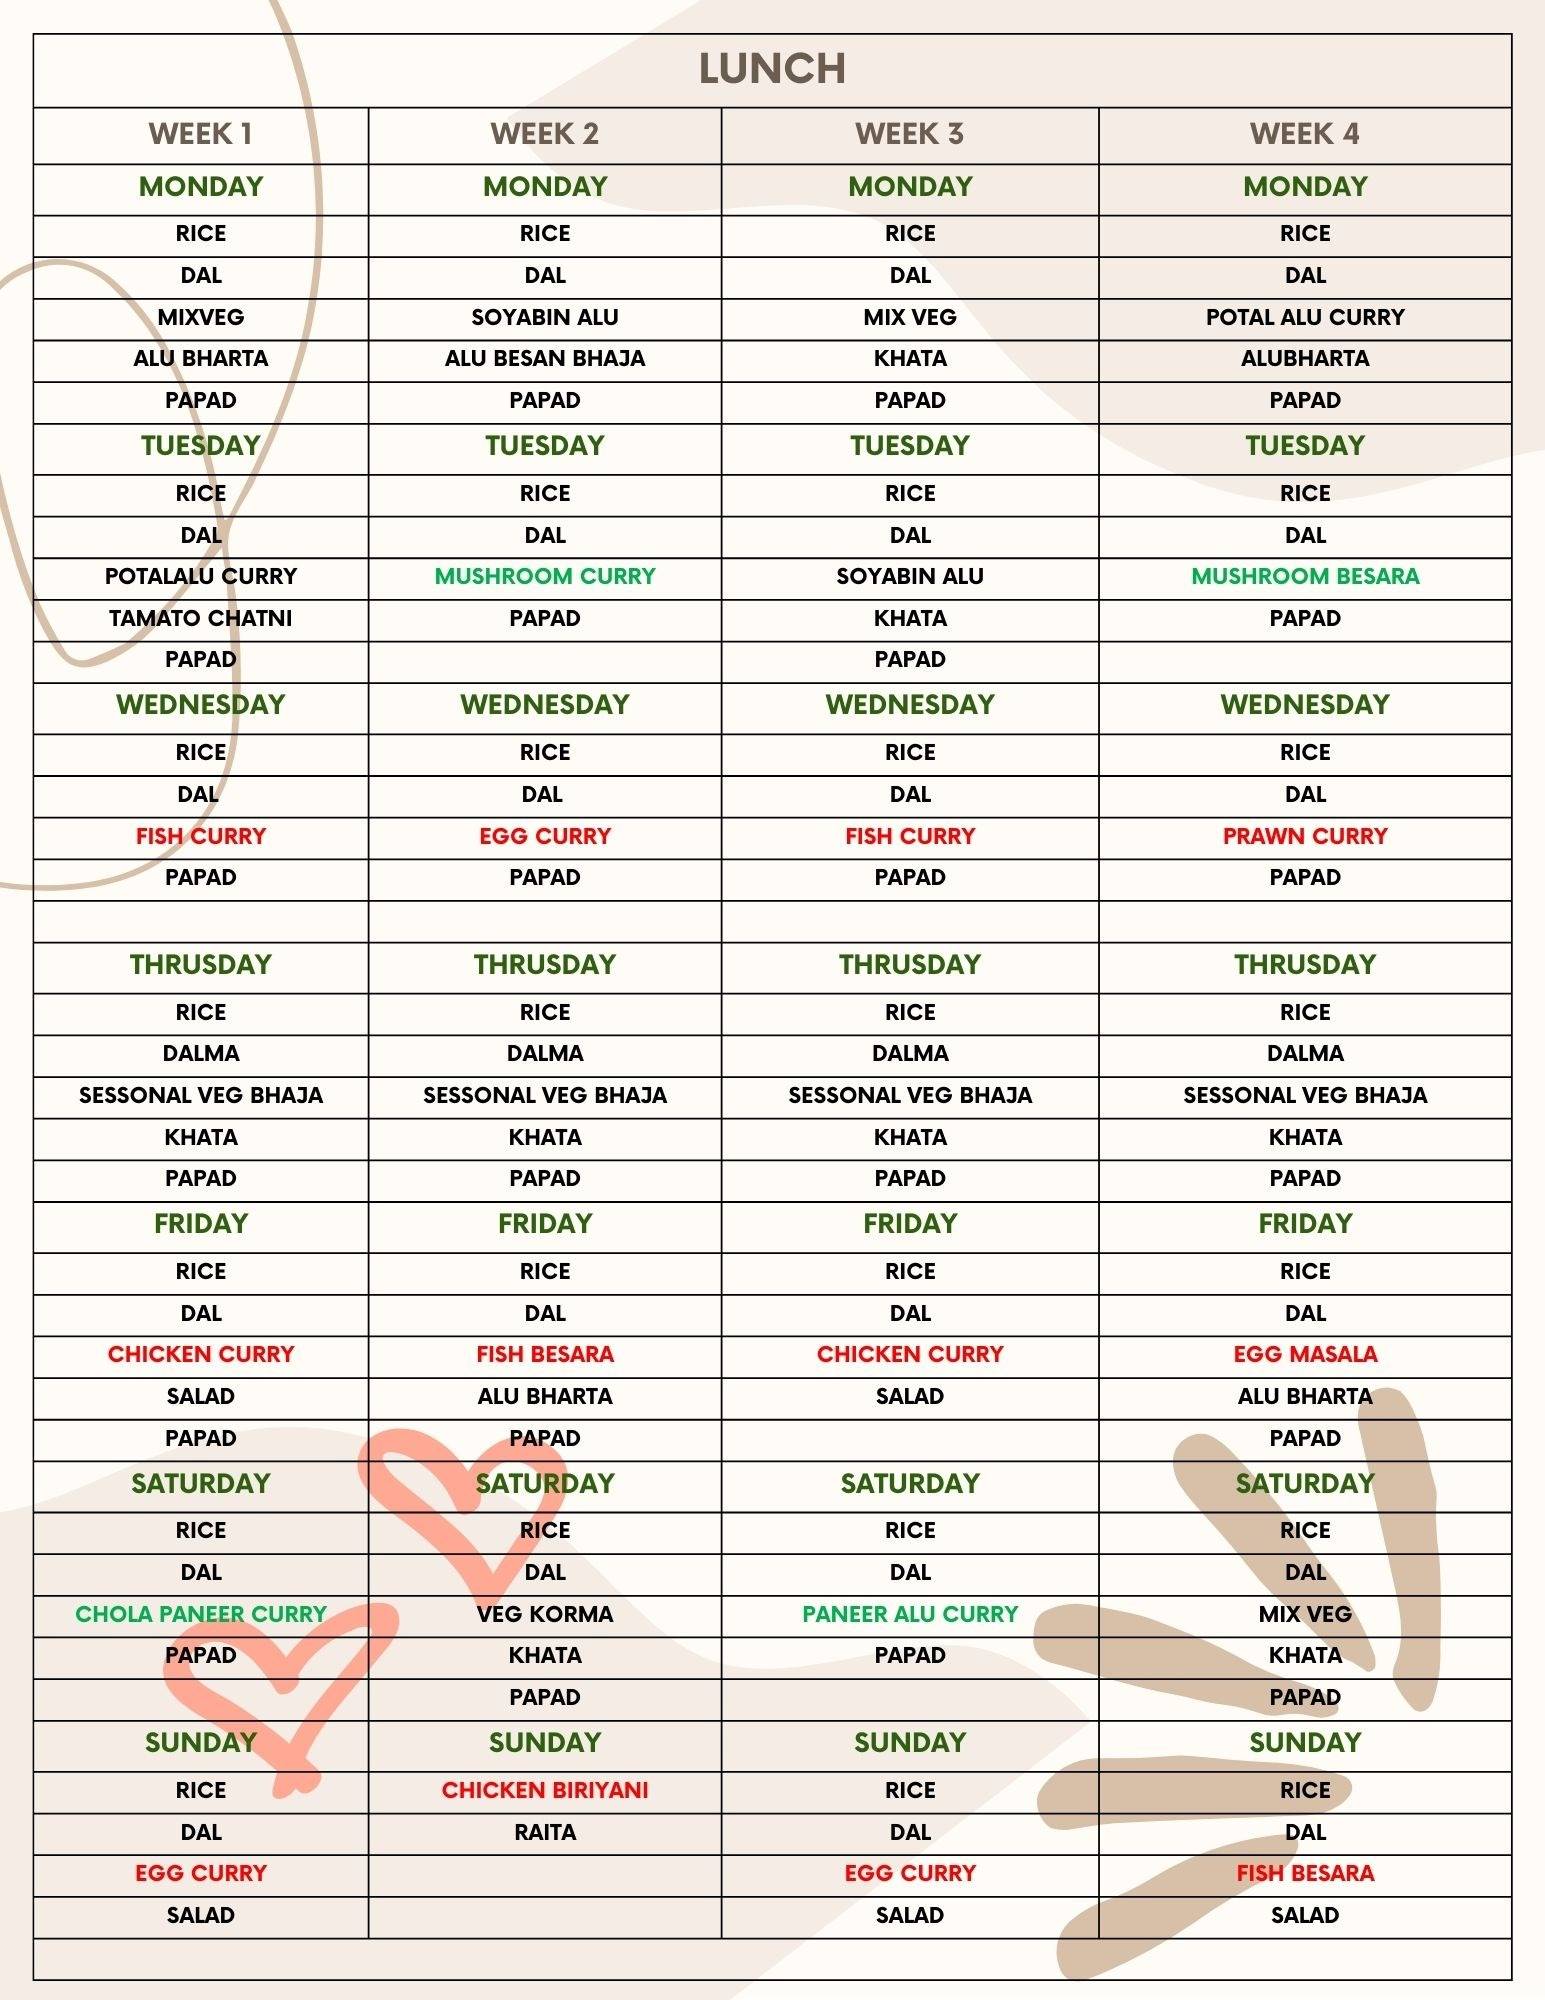 LUNCH
WEEK 1 WEEK 2 WEEK 3 WEEK 4
MONDAY MONDAY MONDAY MONDAY
RICE RICE RICE RICE
DAL DAL DAL DAL
MIXVEG SOYABIN ALU MIX VEG POTAL ALU CURRY
ALU BHARTA ALU BESAN BHAJA KHATA ALUBHARTA
PAPAD PAPAD PAPAD PAPAD
TUESDAY TUESDAY TUESDAY TUESDAY
RICE RICE RICE RICE
DAL DAL DAL DAL
POTALALU CURRY MUSHROOM CURRY SOYABIN ALU MUSHROOM BESARA
TAMATO CHATNI PAPAD KHATA PAPAD
PAPAD PAPAD
WEDNESDAY WEDNESDAY WEDNESDAY WEDNESDAY
RICE RICE RICE RICE
DAL DAL DAL DAL
FISH CURRY EGG CURRY FISH CURRY PRAWN CURRY
PAPAD PAPAD PAPAD PAPAD
THRUSDAY THRUSDAY THRUSDAY THRUSDAY
RICE RICE RICE RICE
DALMA DALMA DALMA DALMA
SESSONAL VEG BHAJA SESSONAL VEG BHAJA SESSONAL VEG BHAJA SESSONAL VEG BHAJA
KHATA KHATA KHATA KHATA
PAPAD PAPAD PAPAD PAPAD
FRIDAY FRIDAY FRIDAY FRIDAY
RICE RICE RICE RICE
DAL DAL DAL DAL
CHICKEN CURRY FISH BESARA CHICKEN CURRY EGG MASALA
SALAD ALU BHARTA SALAD ALU BHARTA
PAPAD PAPAD PAPAD
SATURDAY SATURDAY SATURDAY SATURDAY
RICE RICE RICE RICE
DAL DAL DAL DAL
CHOLA PANEER CURRY VEG KORMA PANEER ALU CURRY MIX VEG
PAPAD KHATA PAPAD KHATA
PAPAD PAPAD
SUNDAY SUNDAY SUNDAY SUNDAY
RICE CHICKEN BIRIYANI RICE RICE
DAL RAITA DAL DAL
EGG CURRY EGG CURRY FISH BESARA
SALAD SALAD SALAD